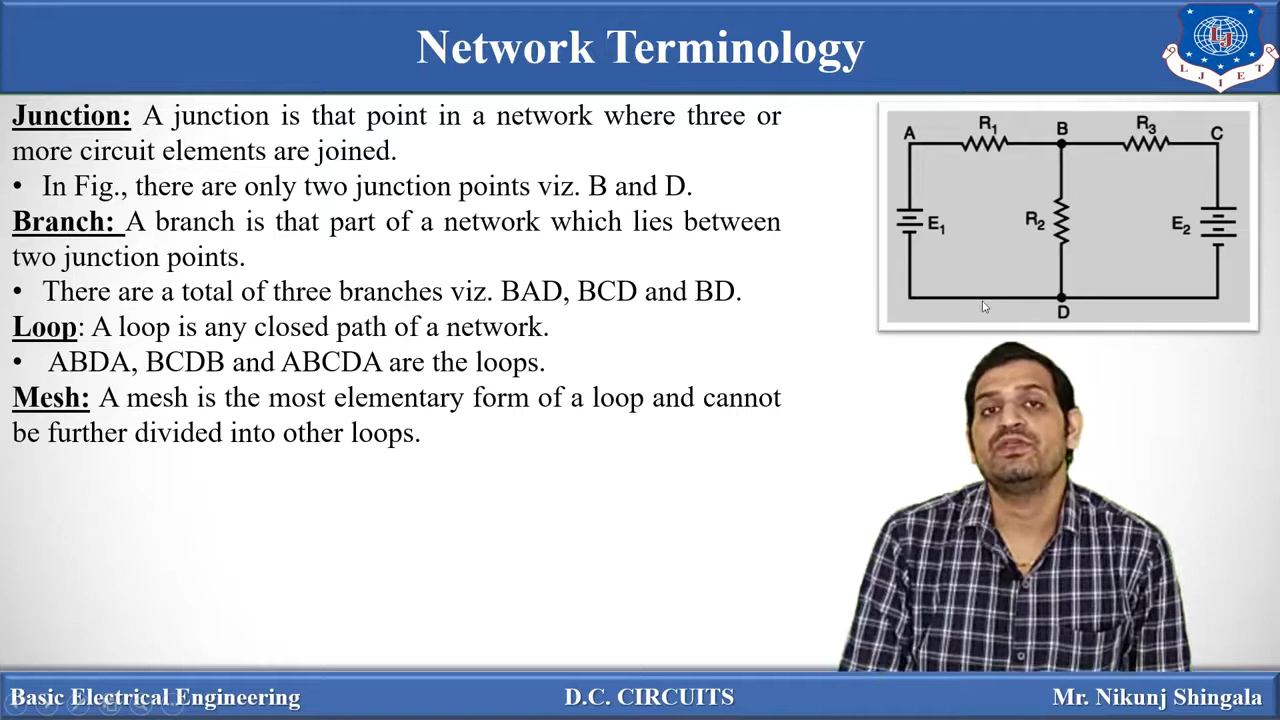 Network Terminology
L J I E T
LJ
Junction: A junction is that point in a network where three or
more circuit elements are joined.
• In Fig., there are only two junction points viz. B and D.
Branch: A branch is that part of a network which lies between
two junction points.
• There are a total of three branches viz. BAD, BCD and BD.
Loop: A loop is any closed path of a network.
• ABDA, BCDB and ABCDA are the loops.
Mesh: A mesh is the most elementary form of a loop and cannot
be further divided into other loops.
A R1 B R3 C
E1 R2 E2
D
Basic Electrical Engineering
D.C. CIRCUITS
Mr. Nikunj Shingala